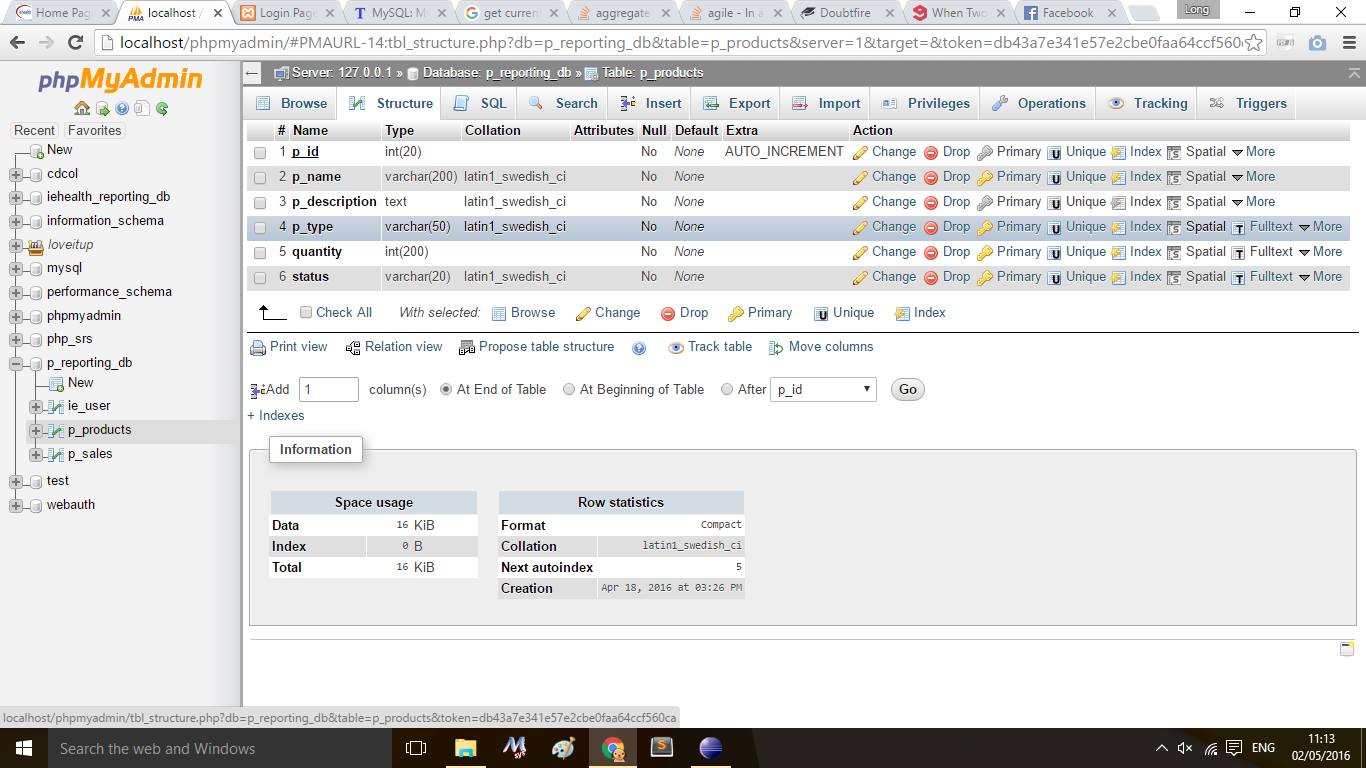 Home Page
localhost /
Login Page
MySQL: M
get current
aggregate
agile - In a
Doubtfire
When Two
Facebook
Long
localhost/phpmyadmin/#PMAURL-14:tbl_structure.php?db=p_reporting_db&table=p_products&server=1&target=&token=db43a7e341e57e2cbe0faa64ccf560
phpMyAdmin
Recent Favorites
New
cdcol
iehealth_reporting_db
information_schema
loveitup
mysql
performance_schema
phpmyadmin
php_srs
p_reporting_db
New
ie_user
p_products
p_sales
test
webauth
Server: 127.0.0.1 » Database: p_reporting_db » Table: p_products
Browse Structure SQL Search Insert Export Import Privileges Operations Tracking Triggers
# Name Type Collation Attributes Null Default Extra Action
1 p_id int(20) No None AUTO_INCREMENT Change Drop Primary Unique Index Spatial More
2 p_name varchar(200) latin1_swedish_ci No None Change Drop Primary Unique Index Spatial More
3 p_description text latin1_swedish_ci No None Change Drop Primary Unique Index Spatial More
4 p_type varchar(50) latin1_swedish_ci No None Change Drop Primary Unique Index Spatial Fulltext More
5 quantity int(200) No None Change Drop Primary Unique Index Spatial Fulltext More
6 status varchar(20) latin1_swedish_ci No None Change Drop Primary Unique Index Spatial Fulltext More
Check All With selected: Browse Change Drop Primary Unique Index
Print view Relation view Propose table structure Track table Move columns
Add 1 column(s) At End of Table At Beginning of Table After p_id Go
+ Indexes
Information
Space usage
Data 16 KiB
Index 0 B
Total 16 KiB
Row statistics
Format Compact
Collation latin1_swedish_ci
Next autoindex 5
Creation Apr 18, 2016 at 03:26 PM
localhost/phpmyadmin/tbl_structure.php?db=p_reporting_db&table=p_products&token=db43a7e341e57e2cbe0faa64ccf560ca
Search the web and Windows
ENG
11:13
02/05/2016